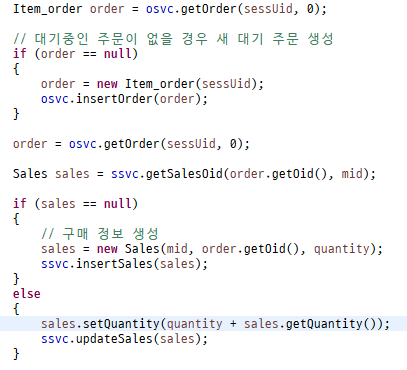 Item_order order = osvc.getOrder(sessUid, 0);
// 대기중인 주문이 없을 경우 새 대기 주문 생성
if (order == null)
{
order = new Item_order(sessUid);
osvc.insertOrder(order);
}
order = osvc.getOrder(sessUid, 0);
Sales sales = ssvc.getSalesOid(order.getOid(), mid);
if (sales == null)
{
// 구매 정보 생성
sales = new Sales(mid, order.getOid(), quantity);
ssvc.insertSales(sales);
}
else
{
sales.setQuantity(quantity + sales.getQuantity());
ssvc.updateSales(sales);
}